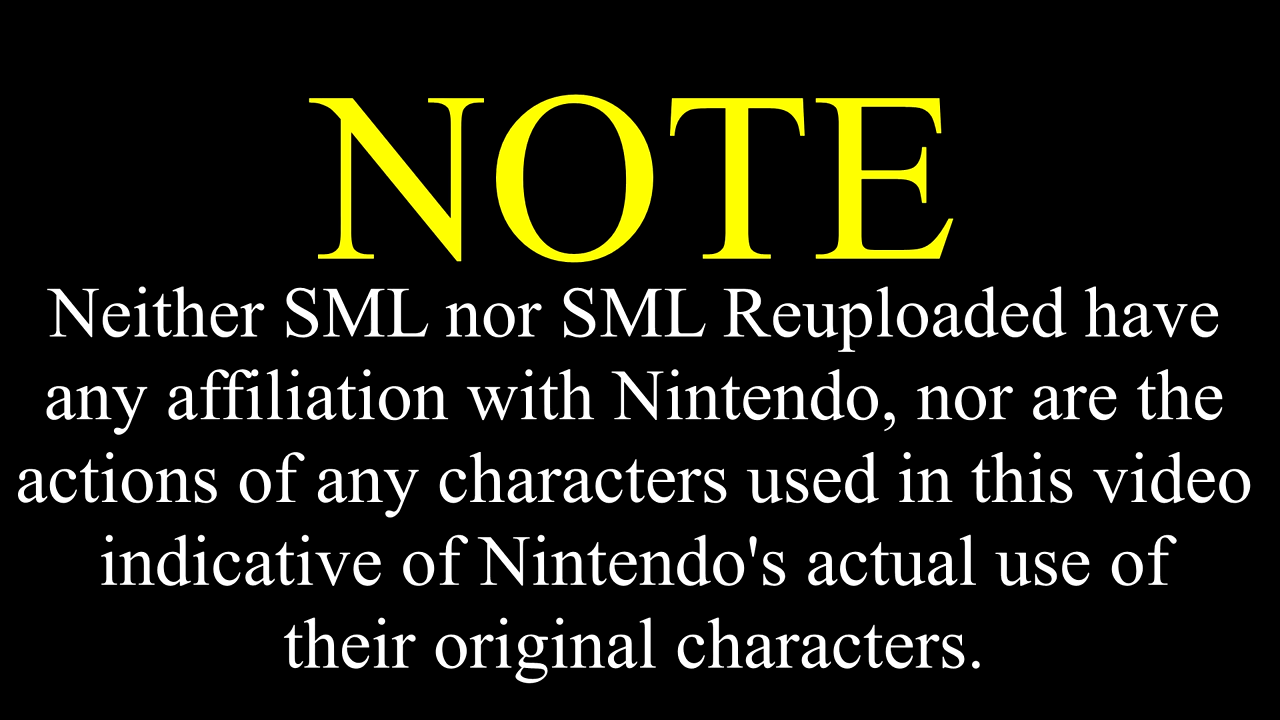 NOTE
Neither SML nor SML Reuploaded have
any affiliation with Nintendo, nor are the
actions of any characters used in this video
indicative of Nintendo's actual use of
their original characters.